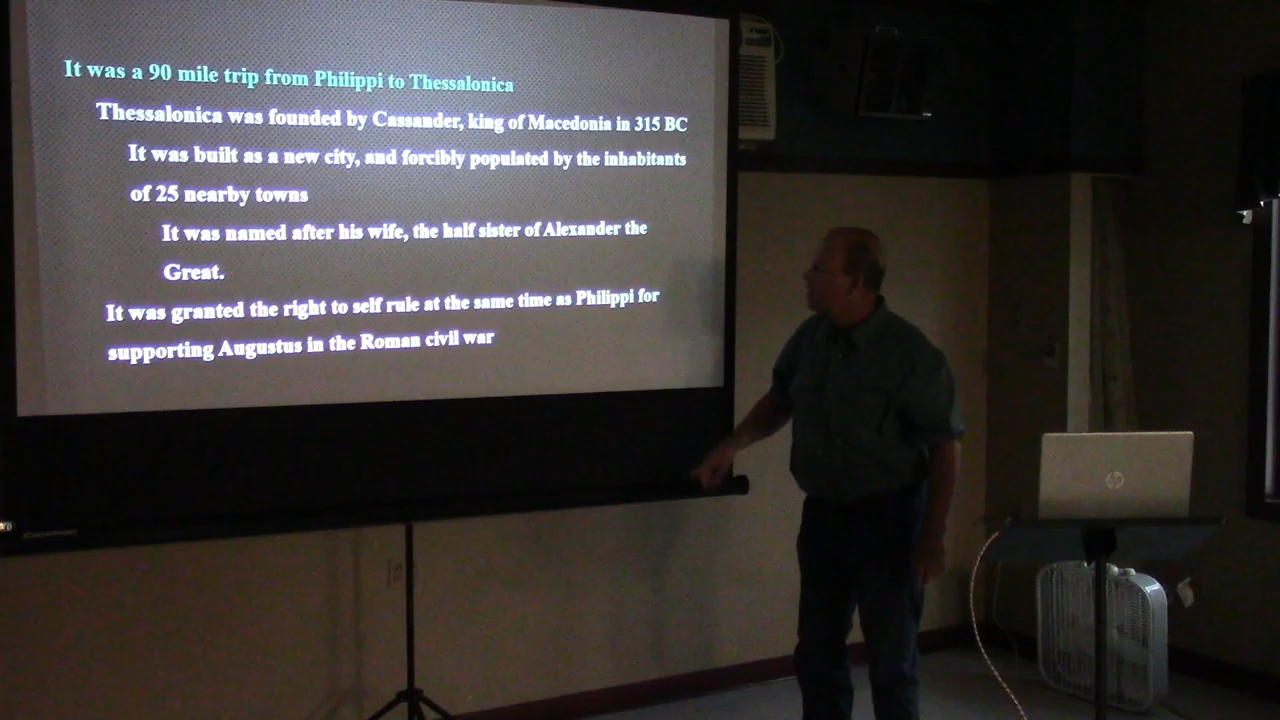 It was a 90 mile trip from Philippi to Thessalonica
Thessalonica was founded by Cassander, king of Macedonia in 315 BC
It was built as a new city, and forcibly populated by the inhabitants
of 25 nearby towns
It was named after his wife, the half sister of Alexander the
Great.
It was granted the right to self rule at the same time as Philippi for
supporting Augustus in the Roman civil war
hp